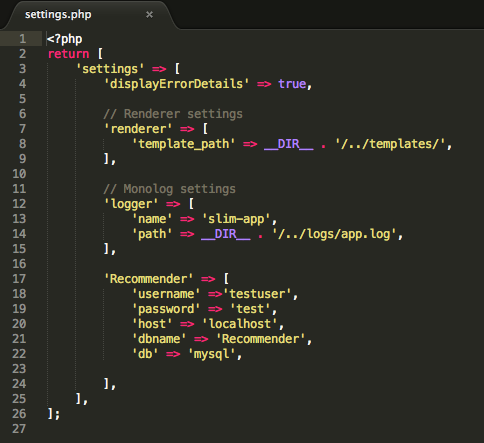 settings.php ×
1 <?php
2 return [
3     'settings' => [
4         'displayErrorDetails' => true,
5
6         // Renderer settings
7         'renderer' => [
8             'template_path' => __DIR__ . '/../templates/',
9         ],
10
11         // Monolog settings
12         'logger' => [
13             'name' => 'slim-app',
14             'path' => __DIR__ . '/../logs/app.log',
15         ],
16
17         'Recommender' => [
18             'username' =>'testuser',
19             'password' => 'test',
20             'host' => 'localhost',
21             'dbname' => 'Recommender',
22             'db' => 'mysql',
23
24         ],
25     ],
26 ];
27